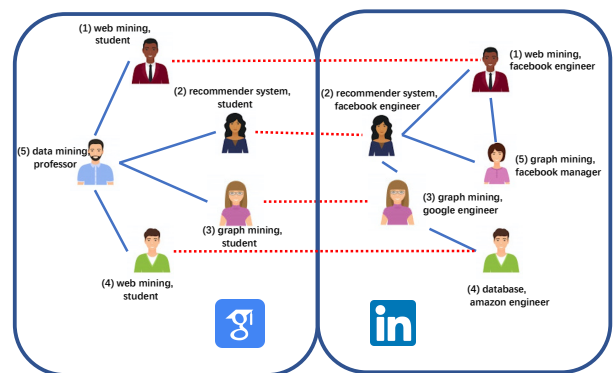 (1) web mining,
student
(2) recommender system,
student
(5) data mining,
professor
(3) graph mining,
student
(4) web mining,
student
g
(1) web mining,
facebook engineer
(2) recommender system,
facebook engineer
(5) graph mining,
facebook manager
(3) graph mining,
google engineer
(4) database,
amazon engineer
in